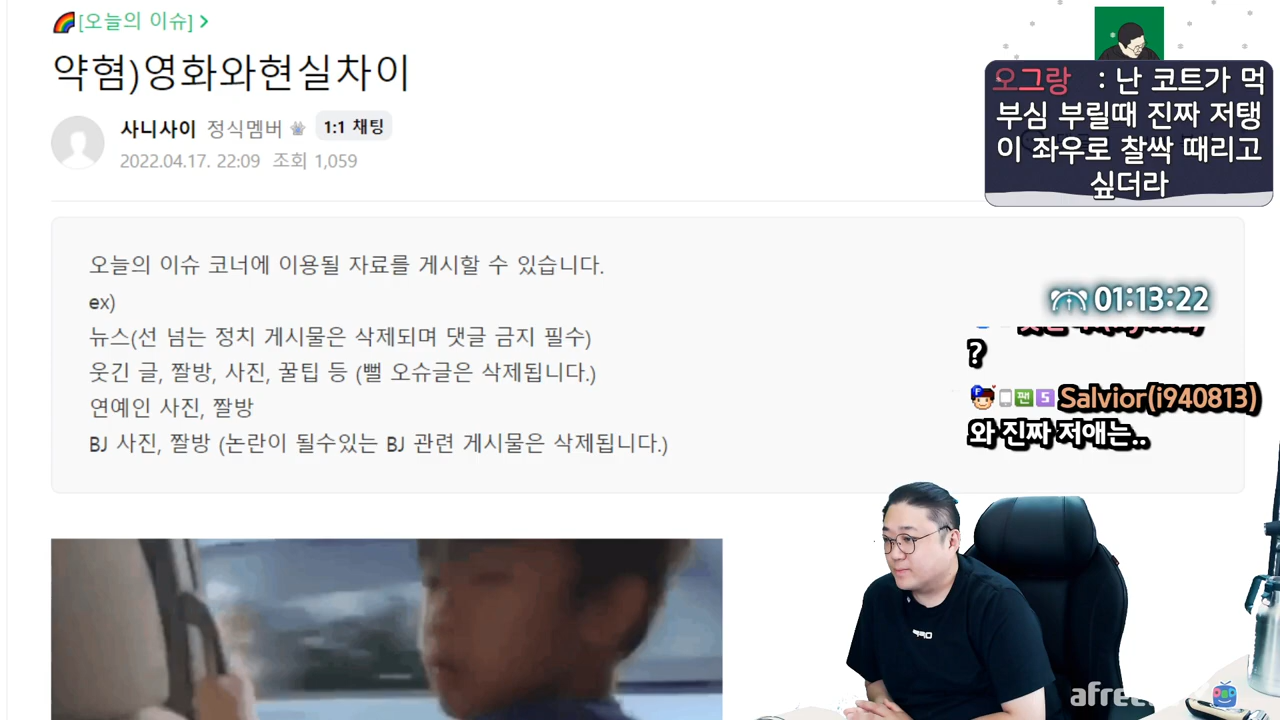 [오늘의 이슈] >
약혐)영화와현실차이
사니사이 정식멤버 1:1 채팅
2022.04.17. 22:09 조회 1,059
오그랑 : 난 코트가 먹
부심 부릴때 진짜 저탱
이 좌우로 찰싹 때리고
싶더라
오늘의 이슈 코너에 이용될 자료를 게시할 수 있습니다.
ex)
뉴스(선 넘는 정치 게시물은 삭제되며 댓글 금지 필수)
웃긴 글, 짤방, 사진, 꿀팁 등 (뻘 오슈글은 삭제됩니다.)
연예인 사진, 짤방
BJ 사진, 짤방 (논란이 될수있는 BJ 관련 게시물은 삭제됩니다.)
01:13:22
?
F 팬 5 Salvior(i940813)
와 진짜 저애는..